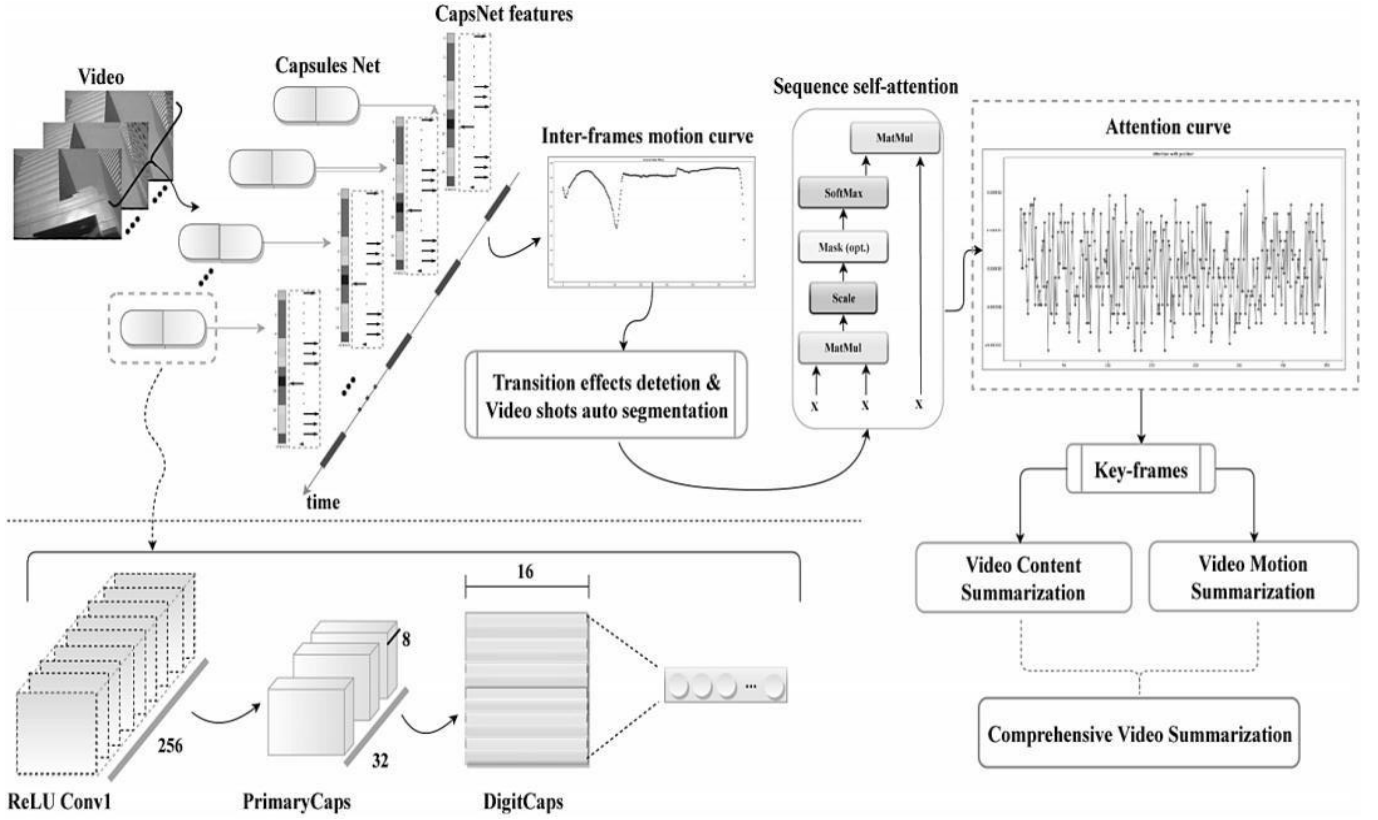 CapsNet features
Capsules Net
Video
Sequence self-attention
Inter-frames motion curve
Attention curve
MatMul
SoftMax
Mask (opt.)
Scale
MatMul
X X X
Transition effects detetion &
Video shots auto segmentation
time
Key-frames
Video Content
Summarization
Video Motion
Summarization
Comprehensive Video Summarization
16
8
256
32
ReLU Conv1
PrimaryCaps
DigitCaps
...